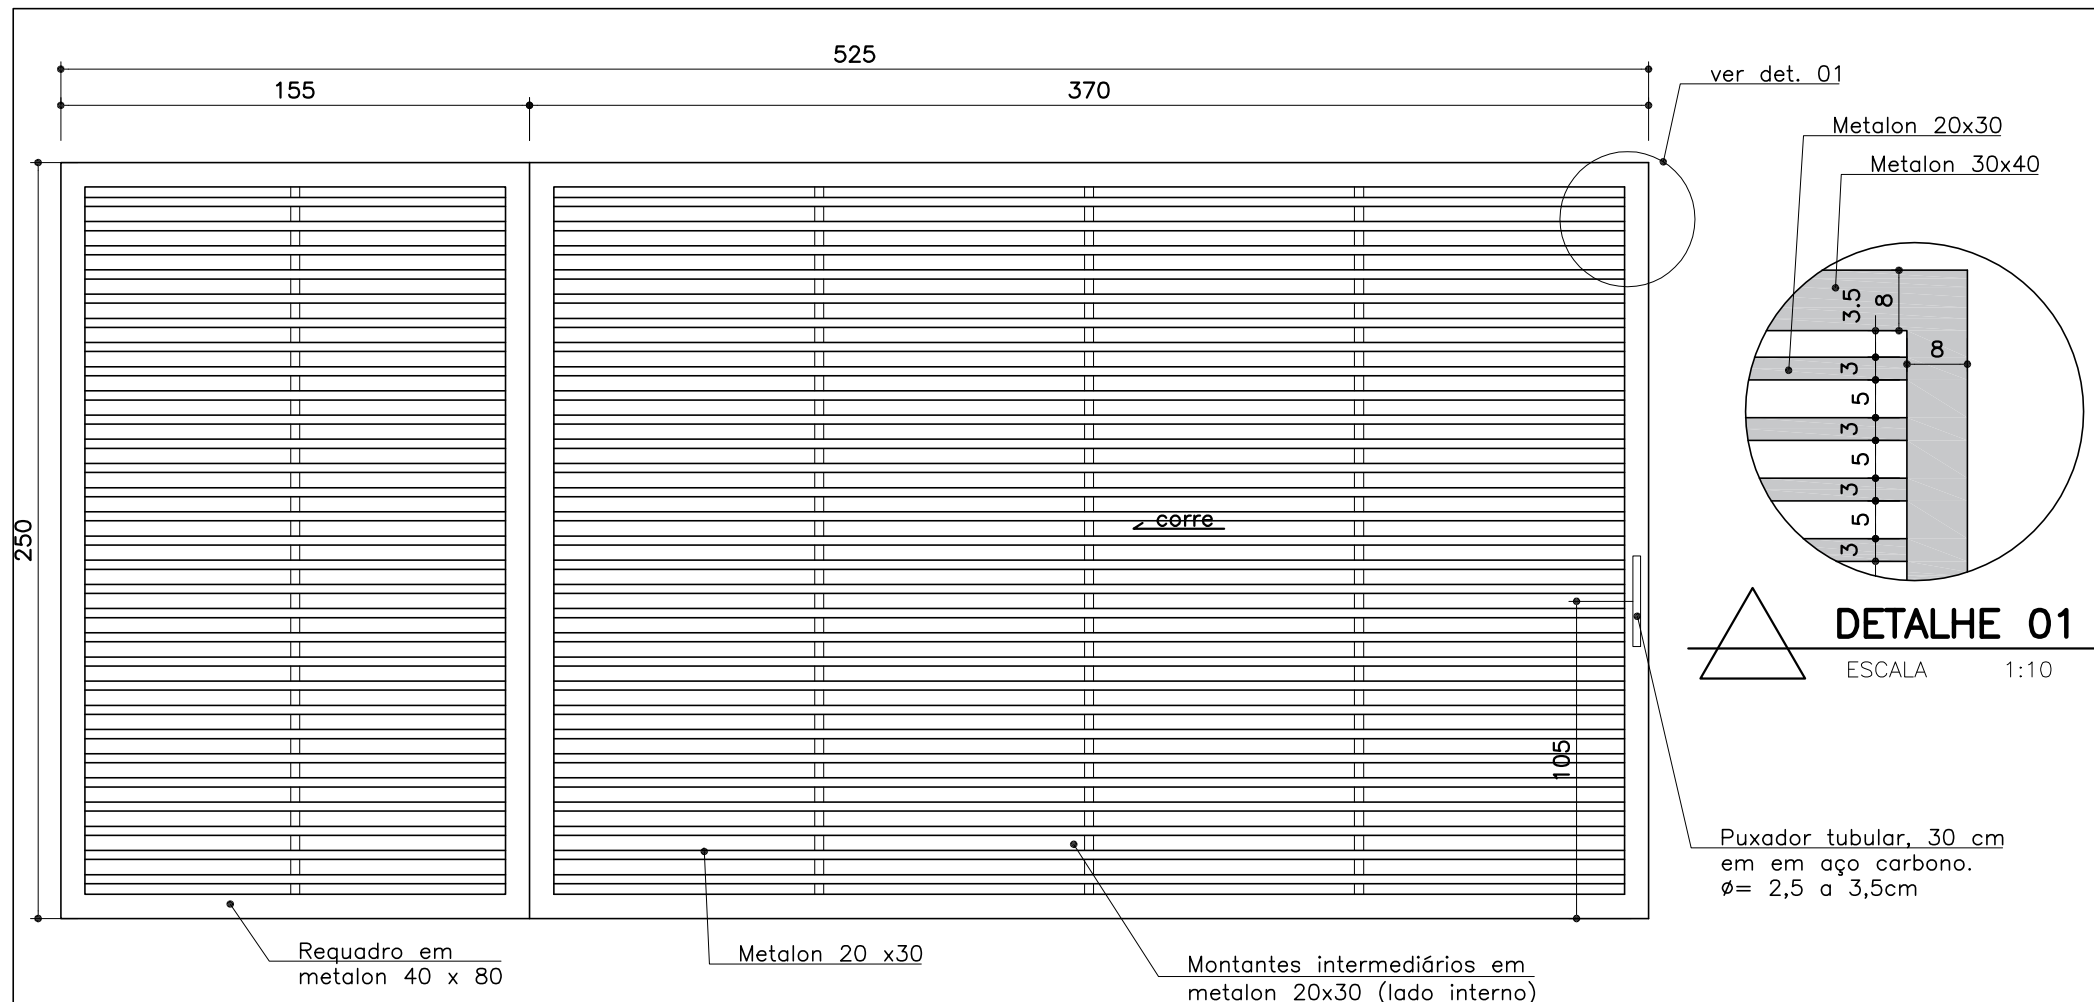 525
155
370
ver det. 01
Metalon 20x30
Metalon 30x40
3.5
8
8
3
5
3
5
3
5
3
250
corre
105
DETALHE 01
ESCALA 1:10
Puxador tubular, 30 cm
em em aço carbono.
ø= 2,5 a 3,5cm
Requadro em
metalon 40 x 80
Metalon 20 x30
Montantes intermediários em
metalon 20x30 (lado interno)